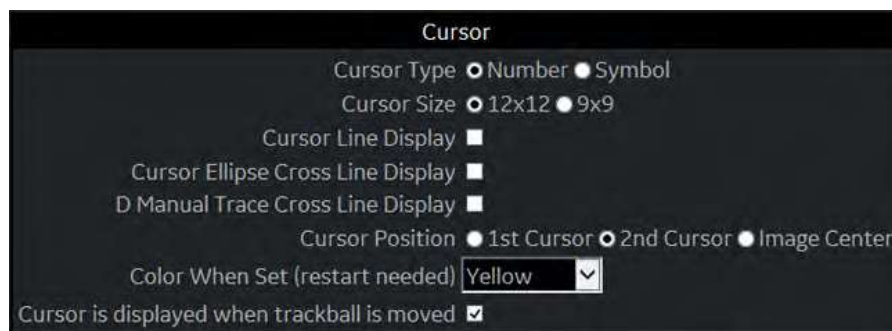 Cursor
Cursor Type Number Symbol
Cursor Size 12x12 9x9
Cursor Line Display
Cursor Ellipse Cross Line Display
D Manual Trace Cross Line Display
Cursor Position 1st Cursor 2nd Cursor Image Center
Color When Set (restart needed) Yellow
Cursor is displayed when trackball is moved